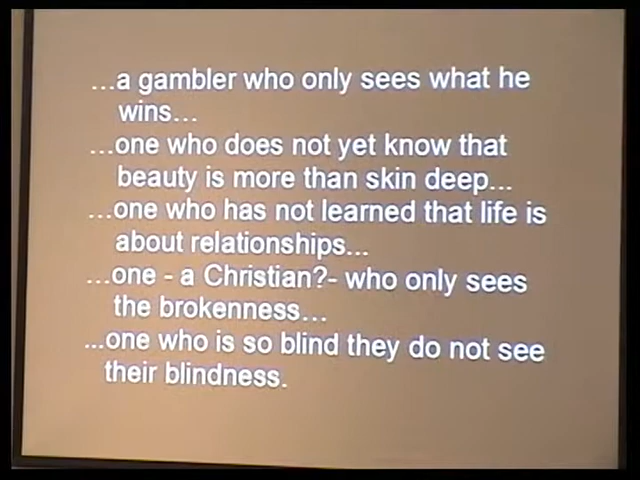 ...a gambler who only sees what he
wins...
...one who does not yet know that
beauty is more than skin deep...
...one who has not learned that life is
about relationships...
...one - a Christian?- who only sees
the brokenness...
...one who is so blind they do not see
their blindness.